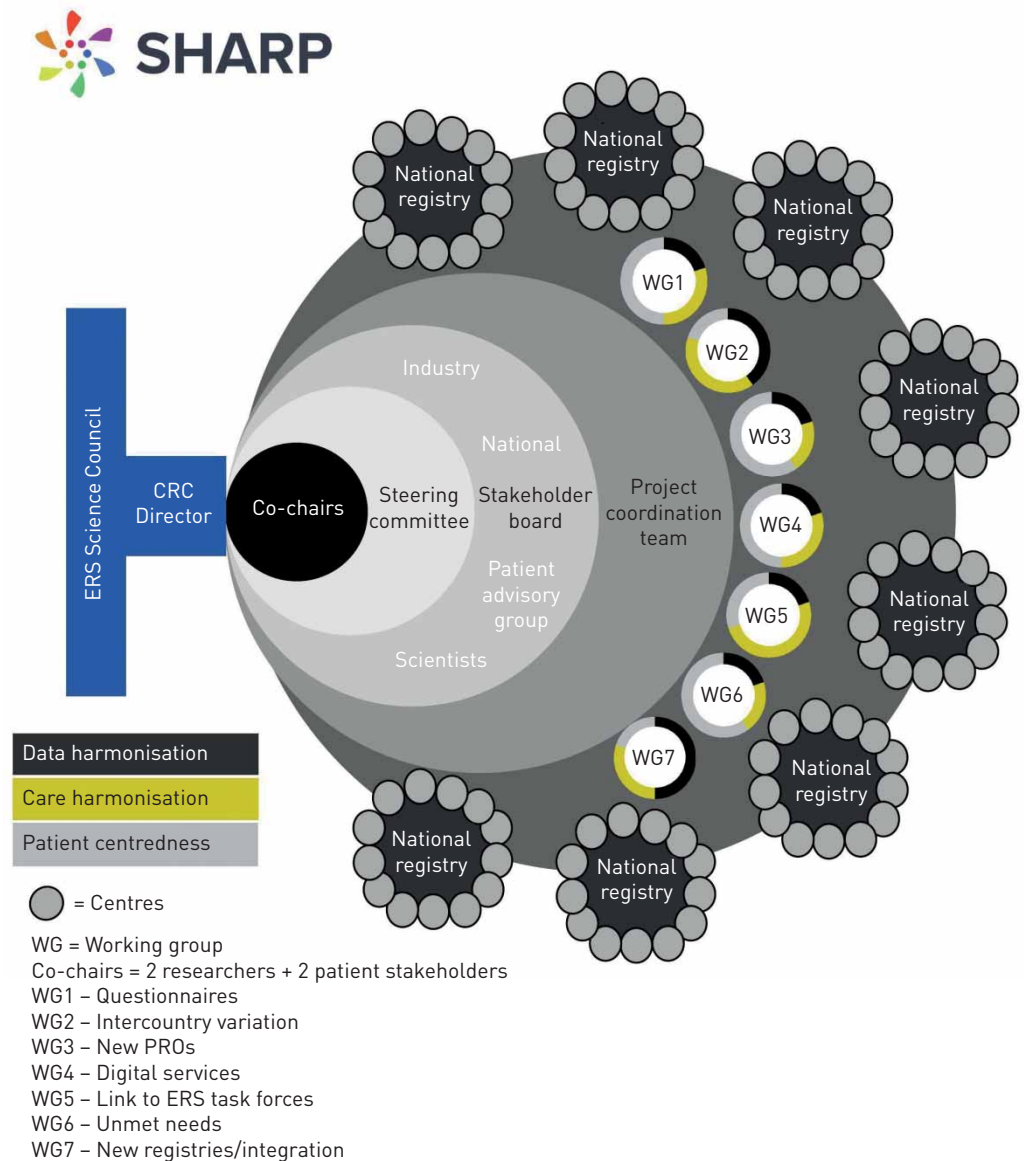 SHARP
National
registry
National
registry
National
registry
National
registry
National
registry
National
registry
National
registry
National
registry
WG1
WG2
WG3
WG4
WG5
WG6
WG7
ERS Science Council
CRC
Director
Co-chairs
Steering
committee
Industry
National
Stakeholder
board
Patient
advisory
group
Scientists
Project
coordination
team
Data harmonisation
Care harmonisation
Patient centredness
= Centres
WG = Working group
Co-chairs = 2 researchers + 2 patient stakeholders
WG1 – Questionnaires
WG2 – Intercountry variation
WG3 – New PROs
WG4 – Digital services
WG5 – Link to ERS task forces
WG6 – Unmet needs
WG7 – New registries/integration